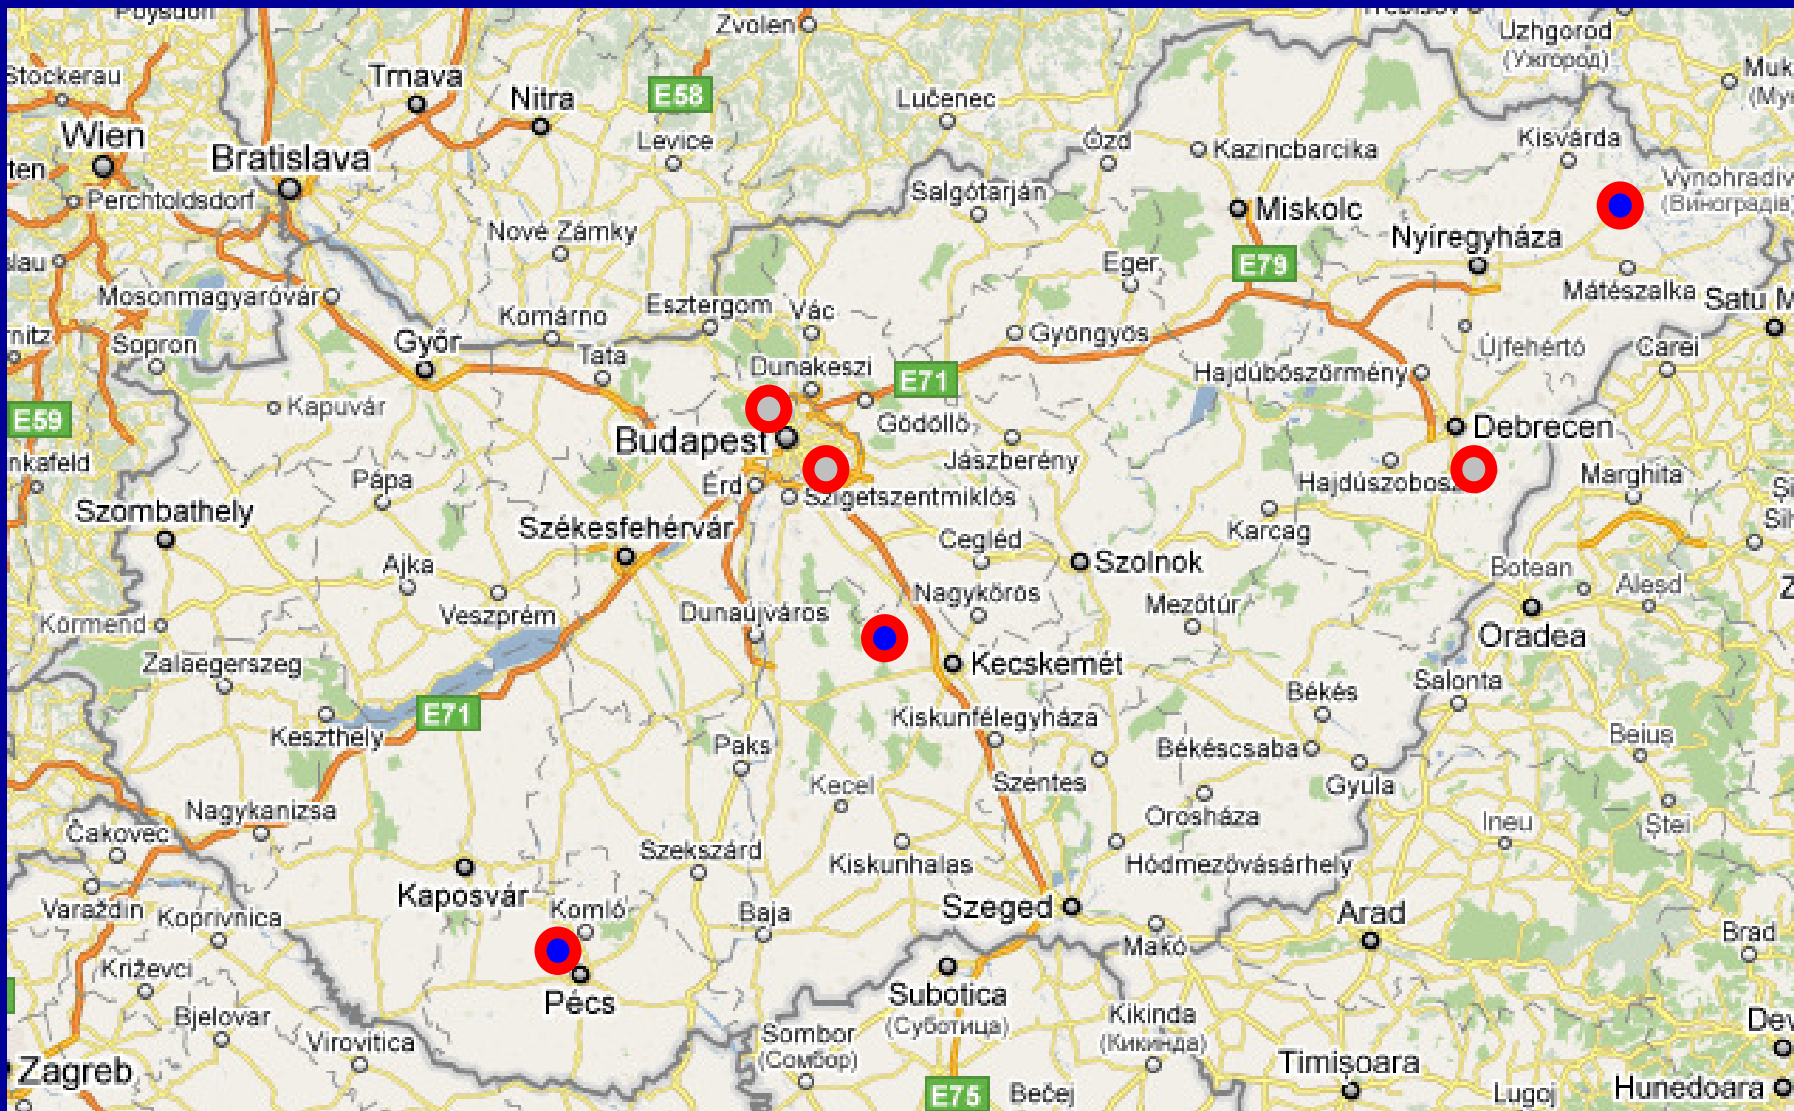 Zvolen
Uzhgorod
(Ужгород)
Stockerau
Trnava
Nitra
E58
Lučenec
Levice
Wien
Bratislava
Perchtoldsdorf
Ózd
Kazincbarcika
Kisvárda
Salgótarján
Miskolc
Vynohradiv
(Виноградів)
Nové Zámky
Nyíregyháza
Eger
E79
Mátészalka
Satu M
Mosonmagyaróvár
Komárno
Esztergom
Vác
Gyöngyös
Újfehértó
Carei
Sopron
Győr
Tata
Dunakeszi
E71
Hajdúböszörmény
E59
Kapuvár
Budapest
Gödöllő
Debrecen
Jászberény
Pápa
Érd
Szigetszentmiklós
Hajdúszobosz
Marghita
Szombathely
Székesfehérvár
Cegléd
Karcag
Szolnok
Ajka
Botean
Alesd
Veszprém
Dunaújváros
Nagykőrös
Mezőtúr
Körmend
Oradea
Zalaegerszeg
Kecskemét
Salonta
Békés
E71
Keszthely
Kiskunfélegyháza
Paks
Békéscsaba
Beiuş
Kecel
Szentes
Gyula
Nagykanizsa
Orosháza
Ineu
Ştei
Čakovec
Szekszárd
Kiskunhalas
Hódmezővásárhely
Kaposvár
Komló
Varaždin
Koprivnica
Baja
Szeged
Arad
Makó
Brad
Križevci
Pécs
Subotica
(Суботица)
Kikinda
(Кикинда)
Bjelovar
Virovitica
Sombor
(Сомбор)
Dev
Zagreb
Timişoara
E75
Bečej
Lugoj
Hunedoara